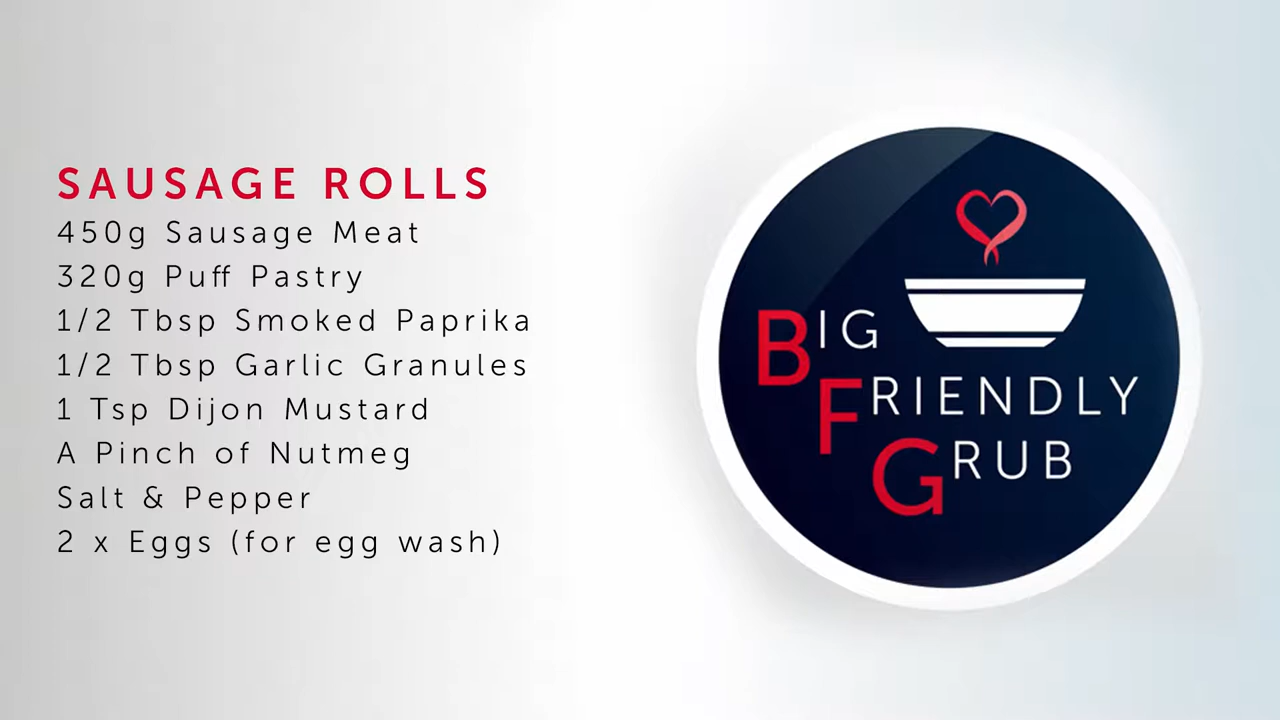 SAUSAGE ROLLS
450g Sausage Meat
320g Puff Pastry
1/2 Tbsp Smoked Paprika
1/2 Tbsp Garlic Granules
1 Tsp Dijon Mustard
A Pinch of Nutmeg
Salt & Pepper
2 x Eggs (for egg wash)
BIG
FRIENDLY
GRUB